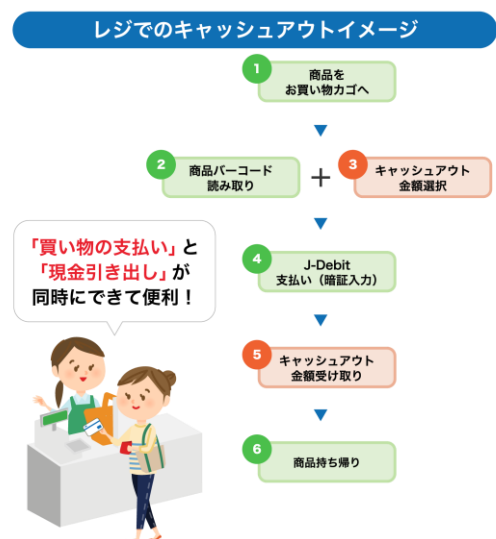 レジでのキャッシュアウトイメージ
1
商品を
お買い物カゴへ
2
商品バーコード
読み取り
+
3
キャッシュアウト
金額選択
「買い物の支払い」と
「現金引き出し」が
同時にできて便利！
4
J-Debit
支払い（暗証入力）
5
キャッシュアウト
金額受け取り
6
商品持ち帰り